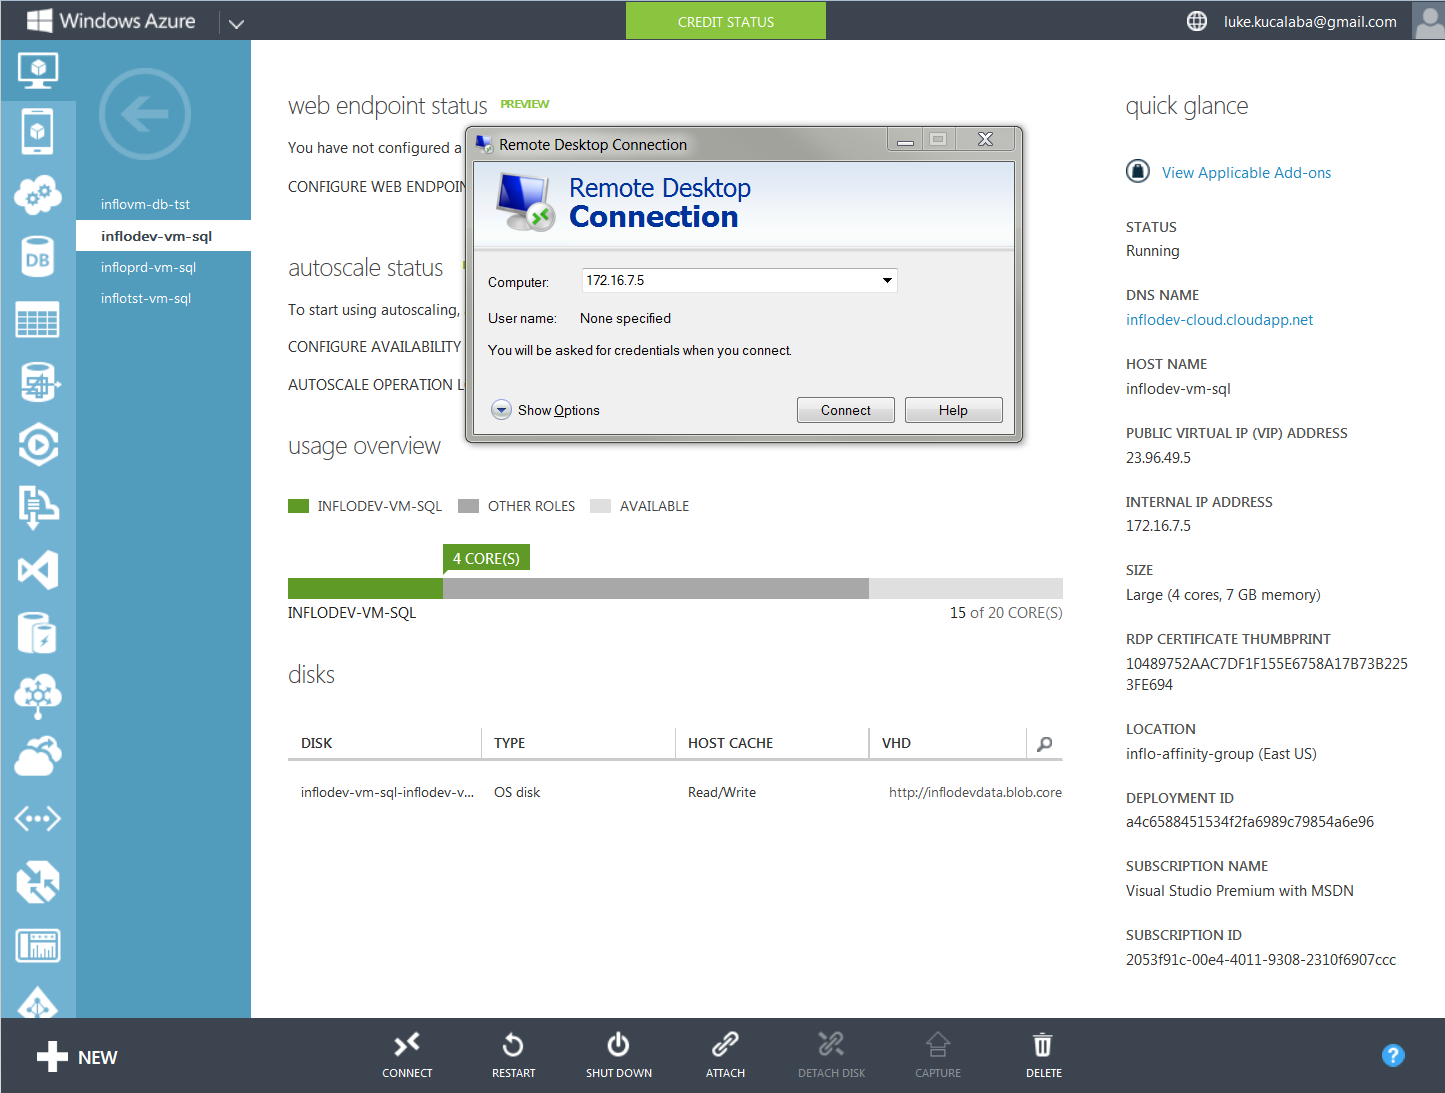 Windows Azure
CREDIT STATUS
luke.kucalaba@gmail.com
inflovm-db-tst
inflodev-vm-sql
infloprd-vm-sql
inflotst-vm-sql
DB
web endpoint status PREVIEW
You have not configured a
CONFIGURE WEB ENDPOIN
autoscale status
To start using autoscaling,
CONFIGURE AVAILABILITY
AUTOSCALE OPERATION L
Remote Desktop Connection
Remote Desktop
Connection
Computer: 172.16.7.5
User name: None specified
You will be asked for credentials when you connect.
Show Options
Connect Help
usage overview
INFLODEV-VM-SQL OTHER ROLES AVAILABLE
4 CORE(S)
INFLODEV-VM-SQL 15 of 20 CORE(S)
disks
DISK TYPE HOST CACHE VHD
inflodev-vm-sql-inflodev-v... OS disk Read/Write http://inflodevdata.blob.core
quick glance
View Applicable Add-ons
STATUS
Running
DNS NAME
inflodev-cloud.cloudapp.net
HOST NAME
inflodev-vm-sql
PUBLIC VIRTUAL IP (VIP) ADDRESS
23.96.49.5
INTERNAL IP ADDRESS
172.16.7.5
SIZE
Large (4 cores, 7 GB memory)
RDP CERTIFICATE THUMBPRINT
10489752AAC7DF1F155E6758A17B73B225
3FE694
LOCATION
inflo-affinity-group (East US)
DEPLOYMENT ID
a4c6588451534f2fa6989c79854a6e96
SUBSCRIPTION NAME
Visual Studio Premium with MSDN
SUBSCRIPTION ID
2053f91c-00e4-4011-9308-2310f6907ccc
NEW
CONNECT RESTART SHUT DOWN ATTACH DETACH DISK CAPTURE DELETE
?